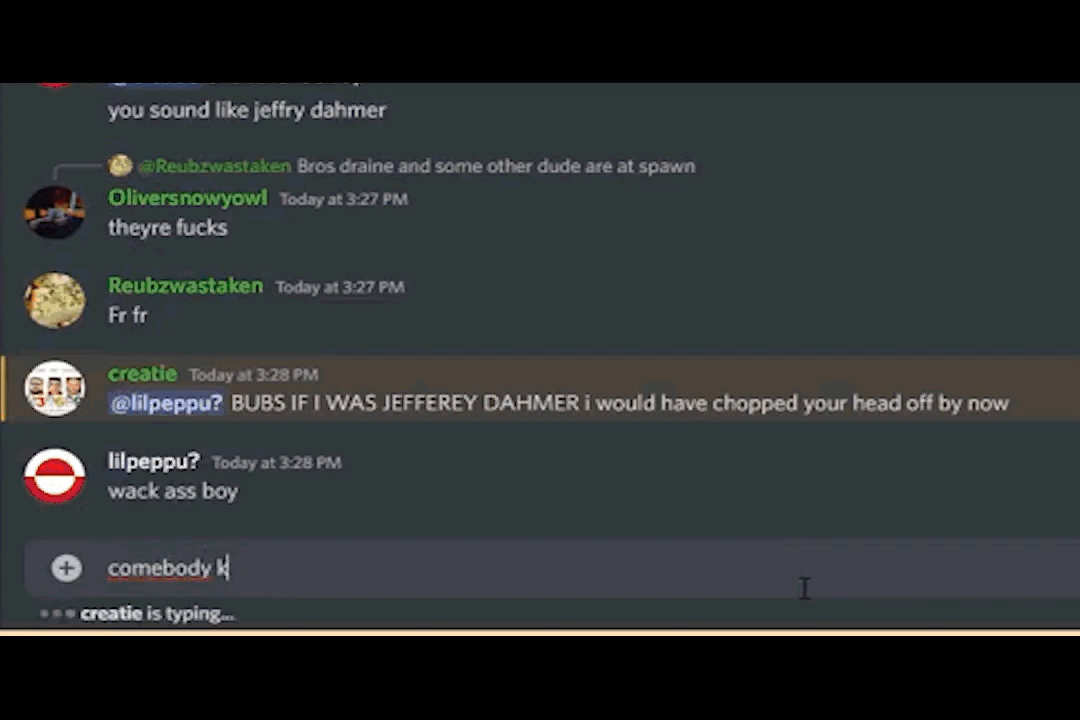 you sound like jeffry dahmer
@Reubzwastaken Bros draine and some other dude are at spawn
Oliversnowyowl Today at 3:27 PM
theyre fucks
Reubzwastaken Today at 3:27 PM
Fr fr
creatie Today at 3:28 PM
@lilpeppu? BUBS IF I WAS JEFFEREY DAHMER i would have chopped your head off by now
lilpeppu? Today at 3:28 PM
wack ass boy
comebody k
creatie is typing...